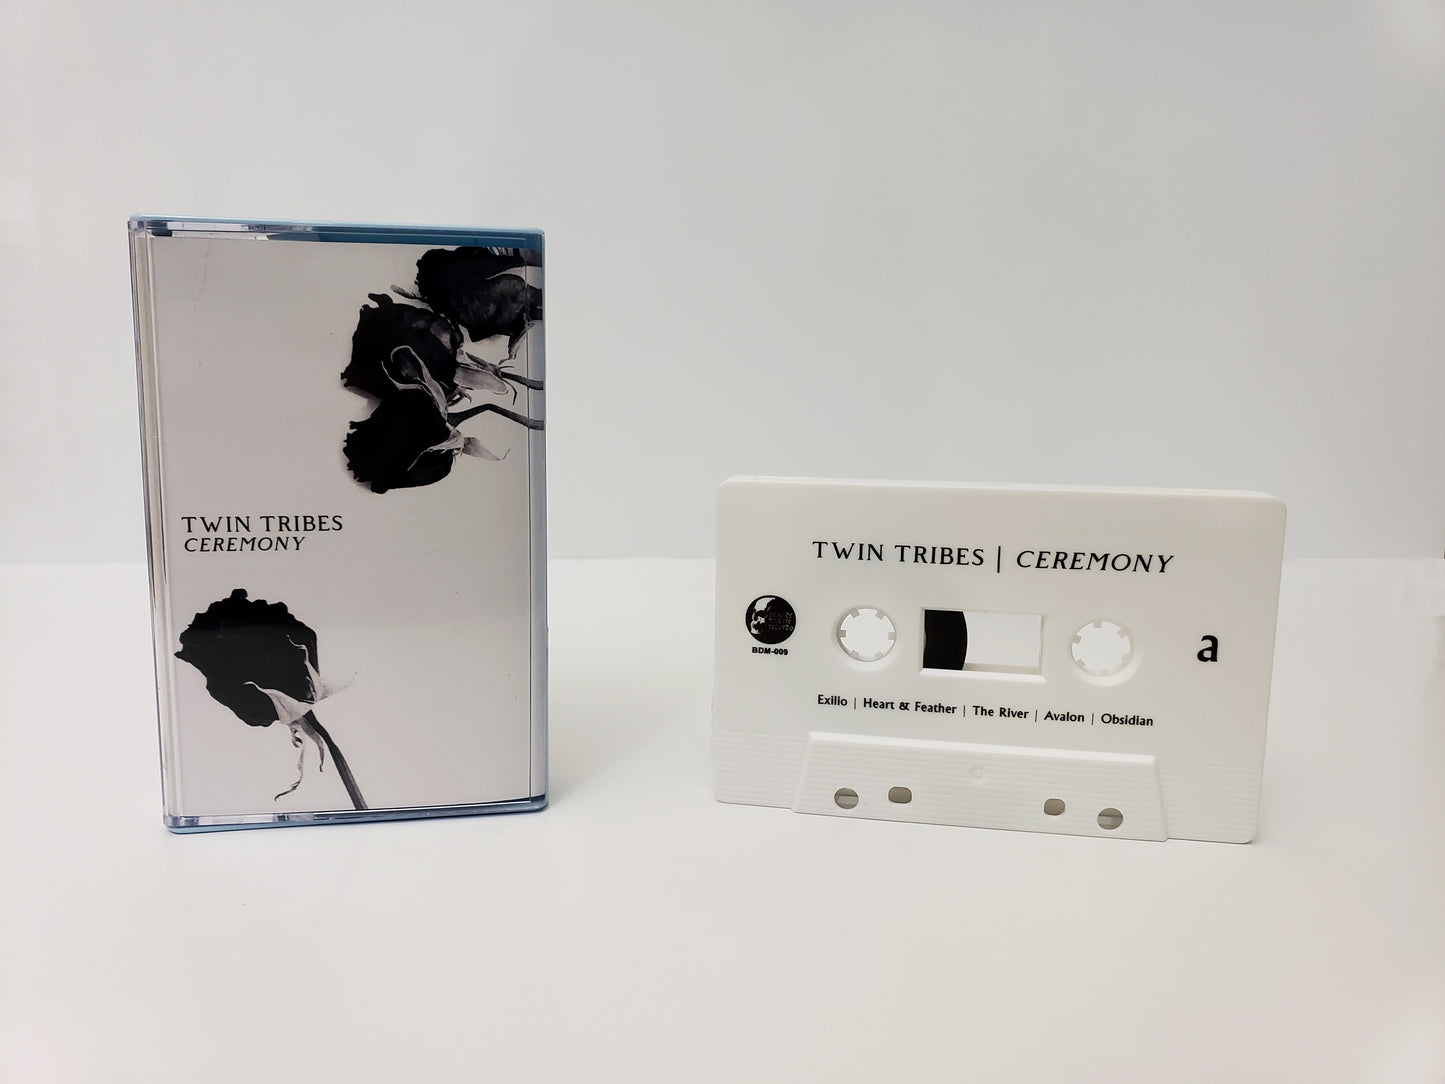 TWIN TRIBES
CEREMONY
TWIN TRIBES | CEREMONY
BDM-009
a
Exilio | Heart & Feather | The River | Avalon | Obsidian